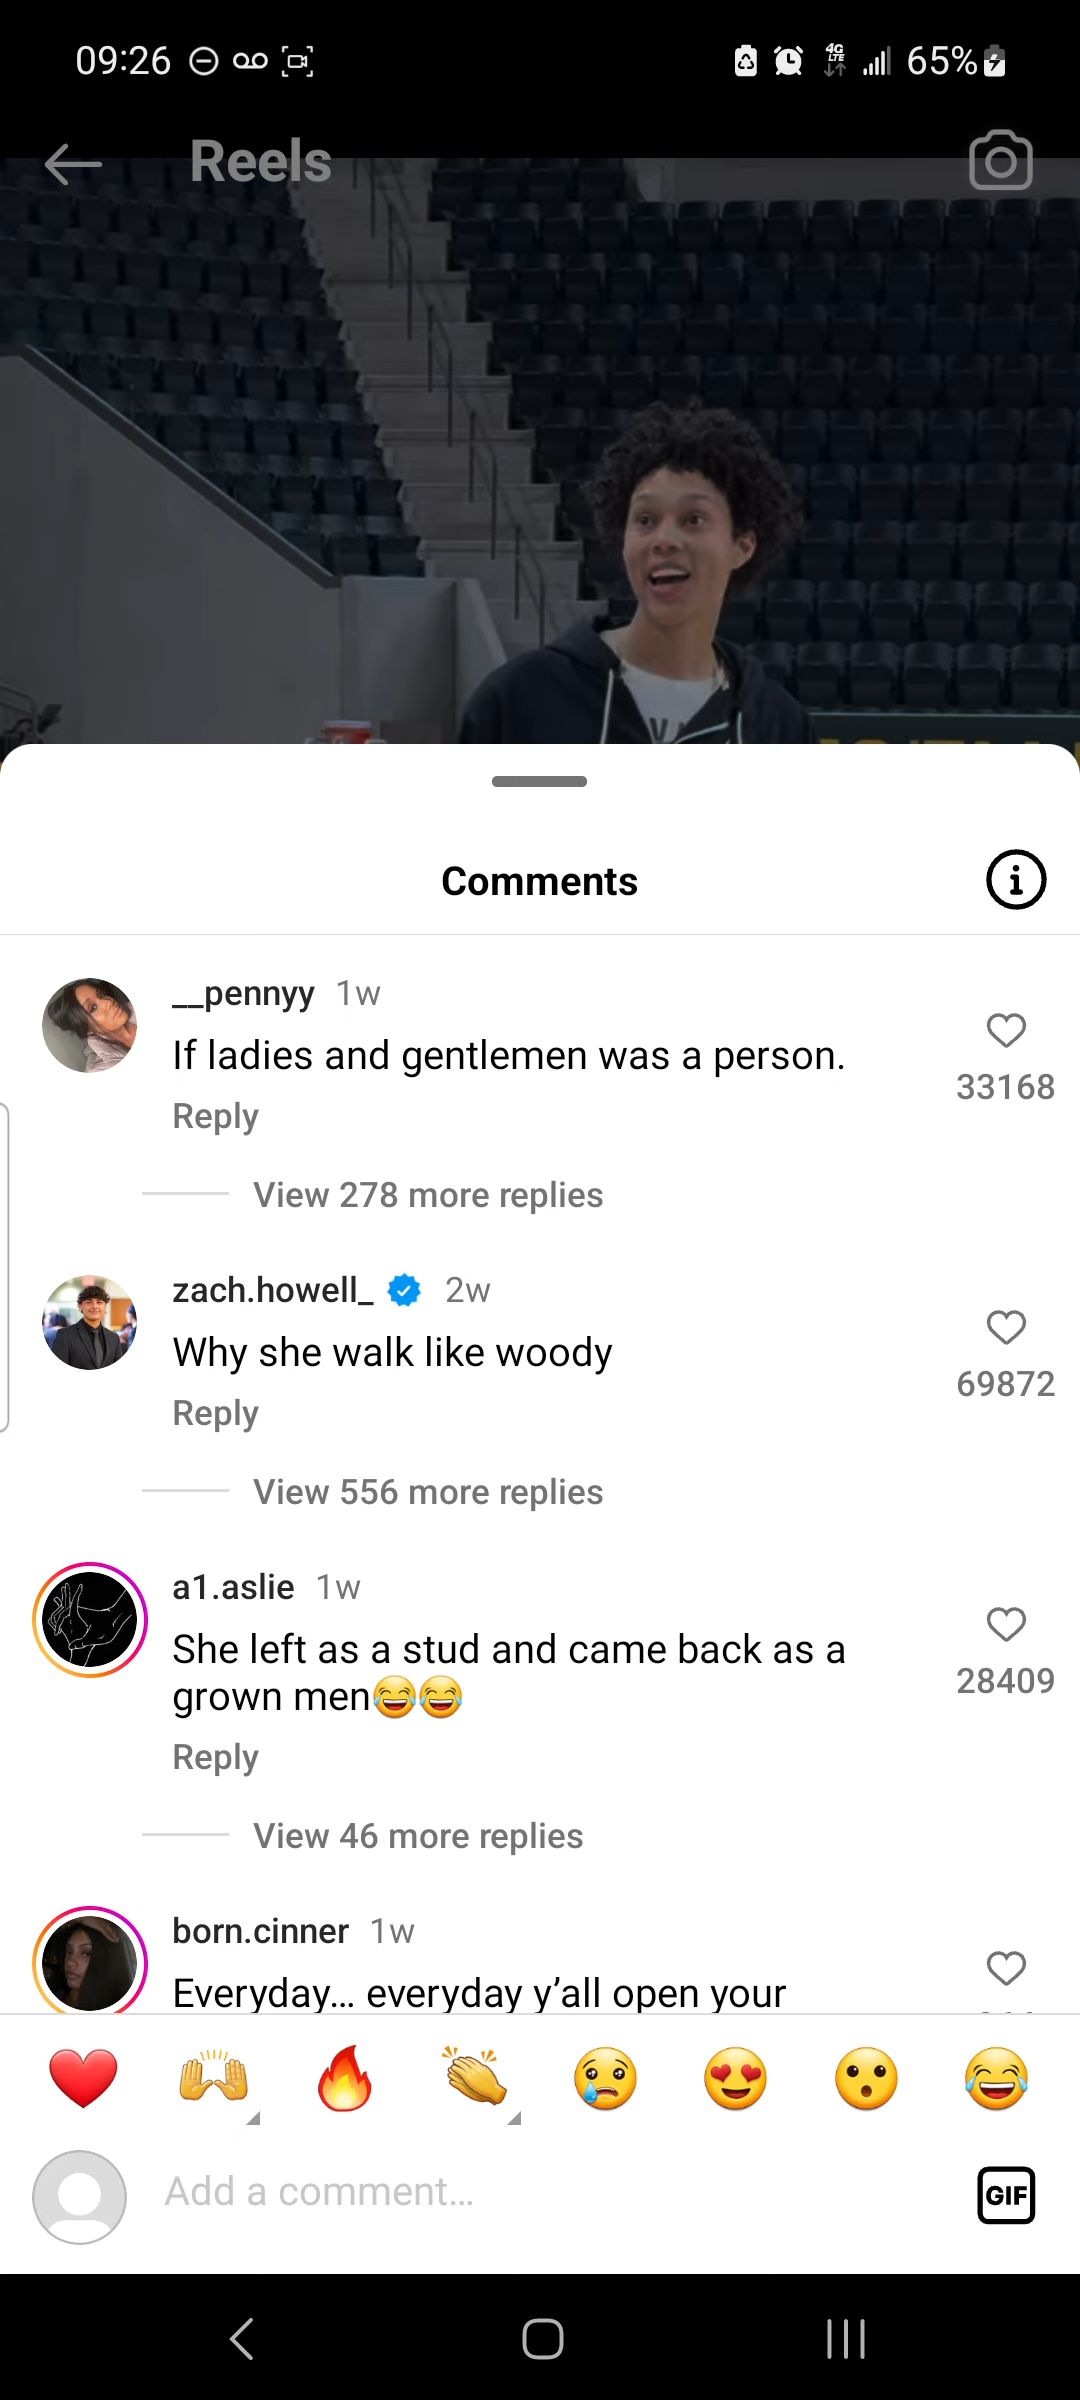 09:26 4G LTE 65%
Reels
Comments
__pennyy 1w
If ladies and gentlemen was a person.
33168
Reply
View 278 more replies
zach.howell_ 2w
Why she walk like woody
69872
Reply
View 556 more replies
a1.aslie 1w
She left as a stud and came back as a
grown men😂😂
28409
Reply
View 46 more replies
born.cinner 1w
Everyday... everyday y’all open your
Add a comment...
GIF